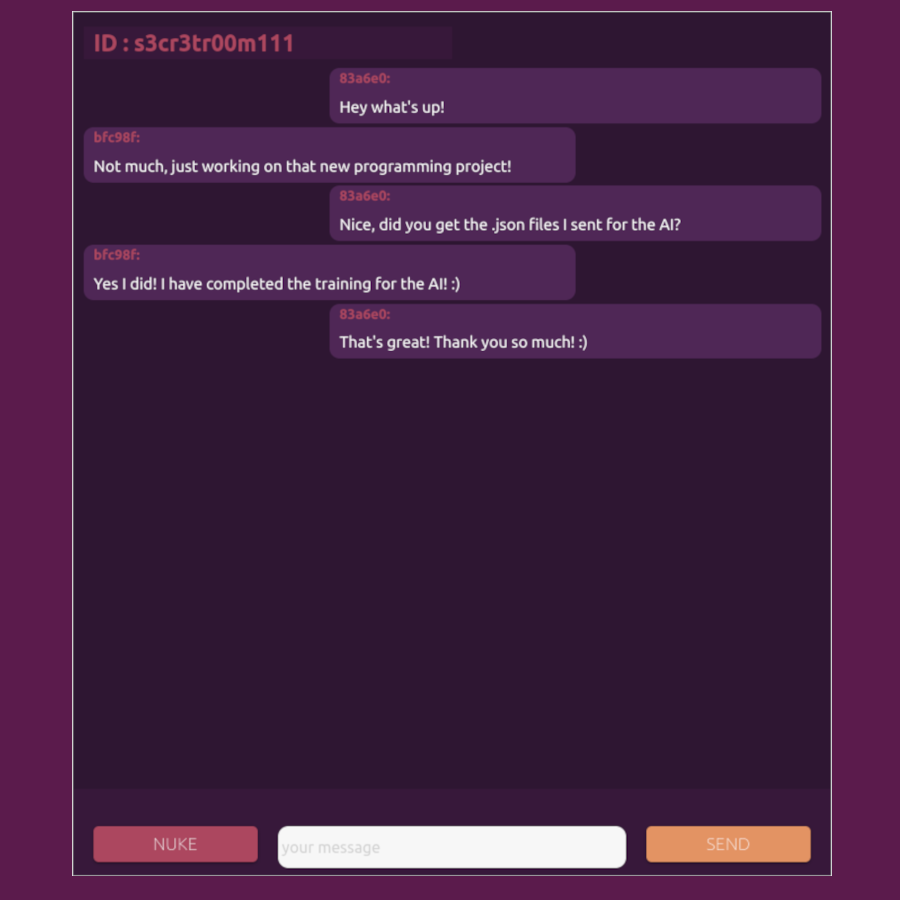 ID : s3cr3tr00m111
83a6e0:
Hey what's up!
bfc98f:
Not much, just working on that new programming project!
83a6e0:
Nice, did you get the .json files I sent for the AI?
bfc98f:
Yes I did! I have completed the training for the AI! :)
83a6e0:
That's great! Thank you so much! :)
NUKE
your message
SEND